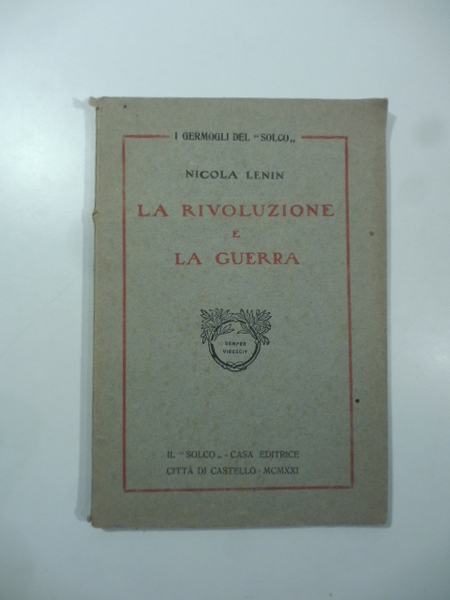 I GERMOGLI DEL "SOLCO„
NICOLA LENIN
LA RIVOLUZIONE
E
LA GUERRA
SEMPER
VIRESCIT
IL "SOLCO„ - CASA EDITRICE
CITTÀ DI CASTELLO - MCMXXI